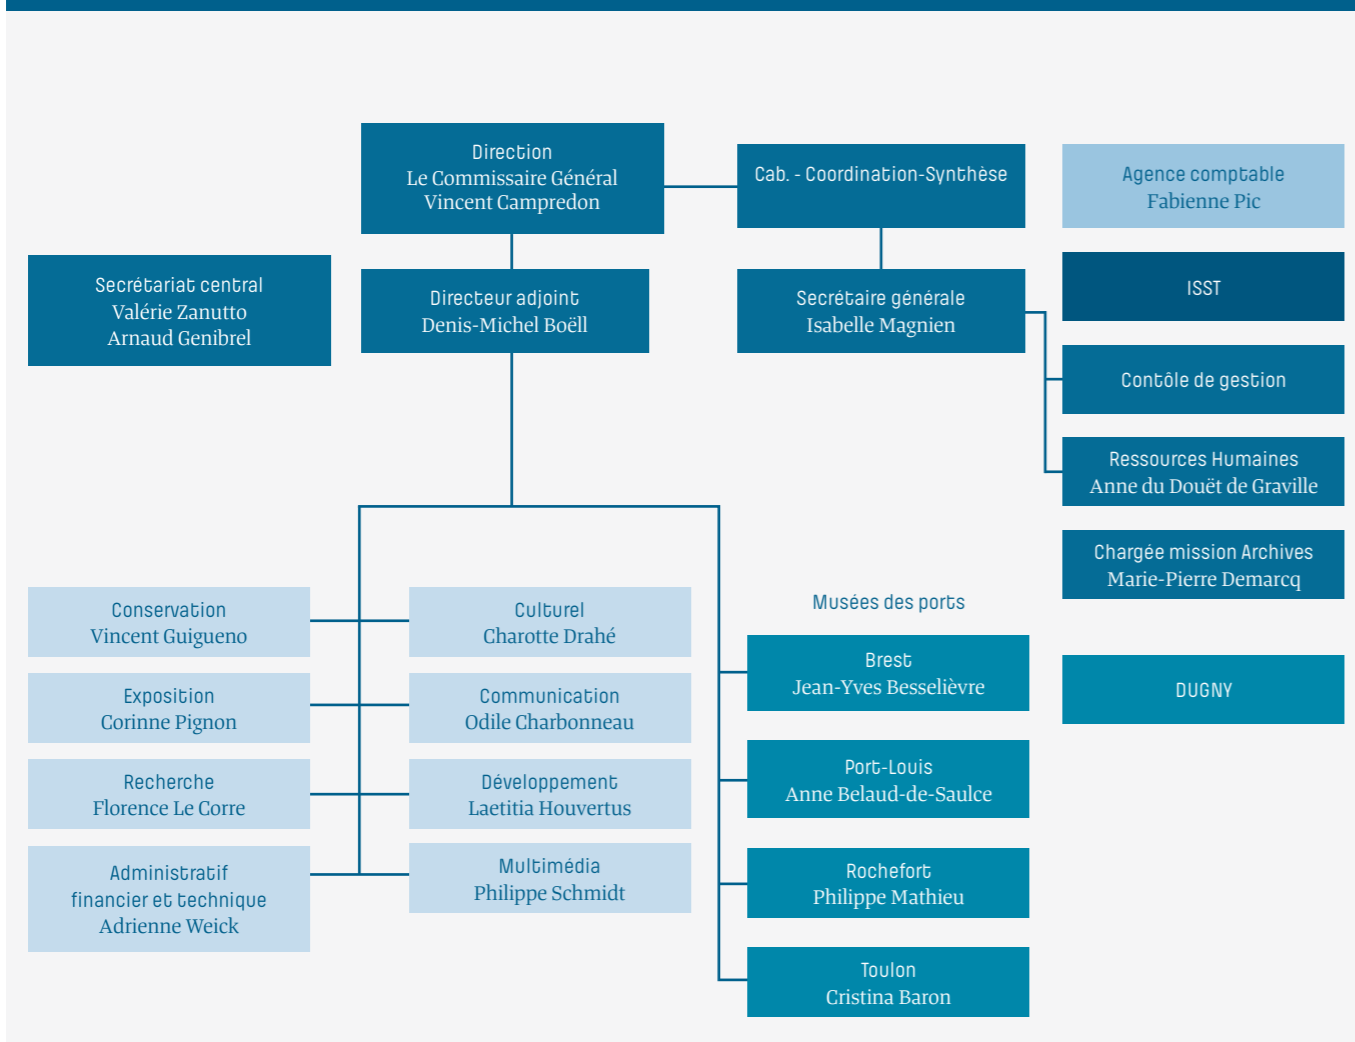 Direction
Le Commissaire Général
Vincent Campredon
Cab. - Coordination-Synthèse
Agence comptable
Fabienne Pic
Secrétariat central
Valérie Zanutto
Arnaud Genibrel
Directeur adjoint
Denis-Michel Boëll
Secrétaire générale
Isabelle Magnien
ISST
Contôle de gestion
Ressources Humaines
Anne du Douët de Graville
Chargée mission Archives
Marie-Pierre Demarcq
Conservation
Vincent Guigueno
Culturel
Charotte Drahé
Musées des ports
Exposition
Corinne Pignon
Communication
Odile Charbonneau
Brest
Jean-Yves Besselièvre
DUGNY
Recherche
Florence Le Corre
Développement
Laetitia Houvertus
Port-Louis
Anne Belaud-de-Saulce
Administratif
financier et technique
Adrienne Weick
Multimédia
Philippe Schmidt
Rochefort
Philippe Mathieu
Toulon
Cristina Baron